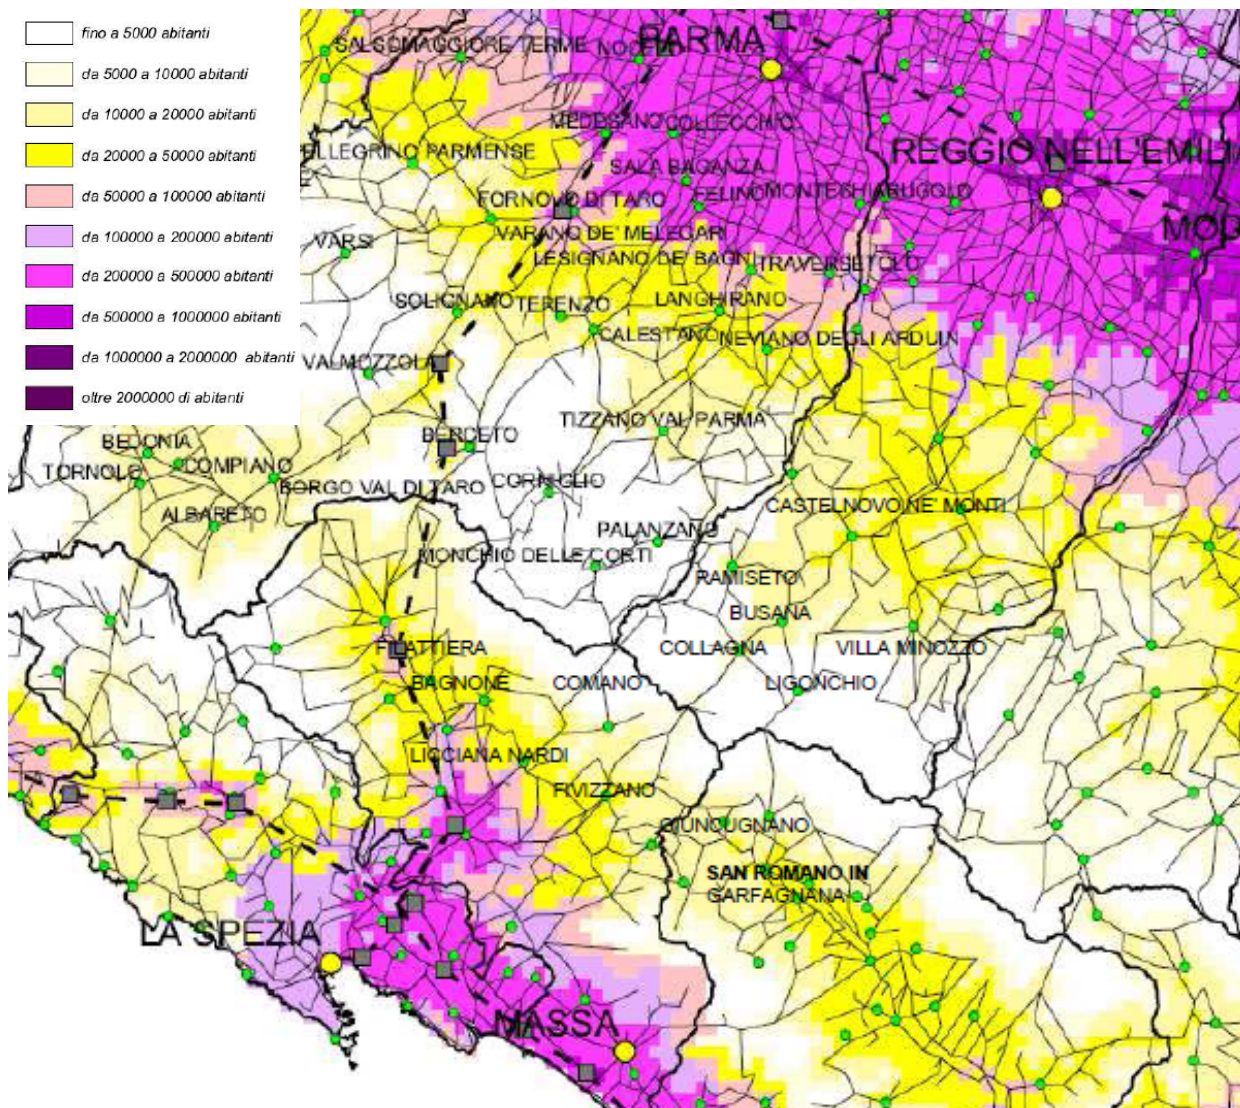 fino a 5000 abitanti
da 5000 a 10000 abitanti
da 10000 a 20000 abitanti
da 20000 a 50000 abitanti
da 50000 a 100000 abitanti
da 100000 a 200000 abitanti
da 200000 a 500000 abitanti
da 500000 a 1000000 abitanti
da 1000000 a 2000000 abitanti
oltre 2000000 di abitanti
PARMA
SALSOMAGGIORE TERME
MEDESANO
COLLECCHIO
ELLEGRINO PARMENSE
REGGIO NELL'EMILIA
SALA BAGANZA
FORNOVO DI TARO
FELINO
MONTECHIARUGOLO
VARSI
VARANO DE' MELEGARI
MOD
LESIGNANO DE' BAGNI
TRAVERSETOLO
SOLIGNANO
TERENZO
LANGHIRANO
CALESTANO
NEVIANO DEGLI ARDUIN
VALMOZZOLA
TIZZANO VAL PARMA
BEDONIA
BERCETO
TORNOLO
COMPIANO
BORGO VAL DI TARO
CORNIGLIO
ALBARETO
CASTELNOVO NE' MONTI
PALANZANO
MONCHIO DELLE CORTI
RAMISETO
BUSANA
FILATTIERA
COLLAGNA
VILLA MINOZZO
BAGNONE
COMANO
LIGONCHIO
LICCIANA NARDI
FIVIZZANO
GIUNCUGNANO
SAN ROMANO IN
GARFAGNANA
LA SPEZIA
MASSA